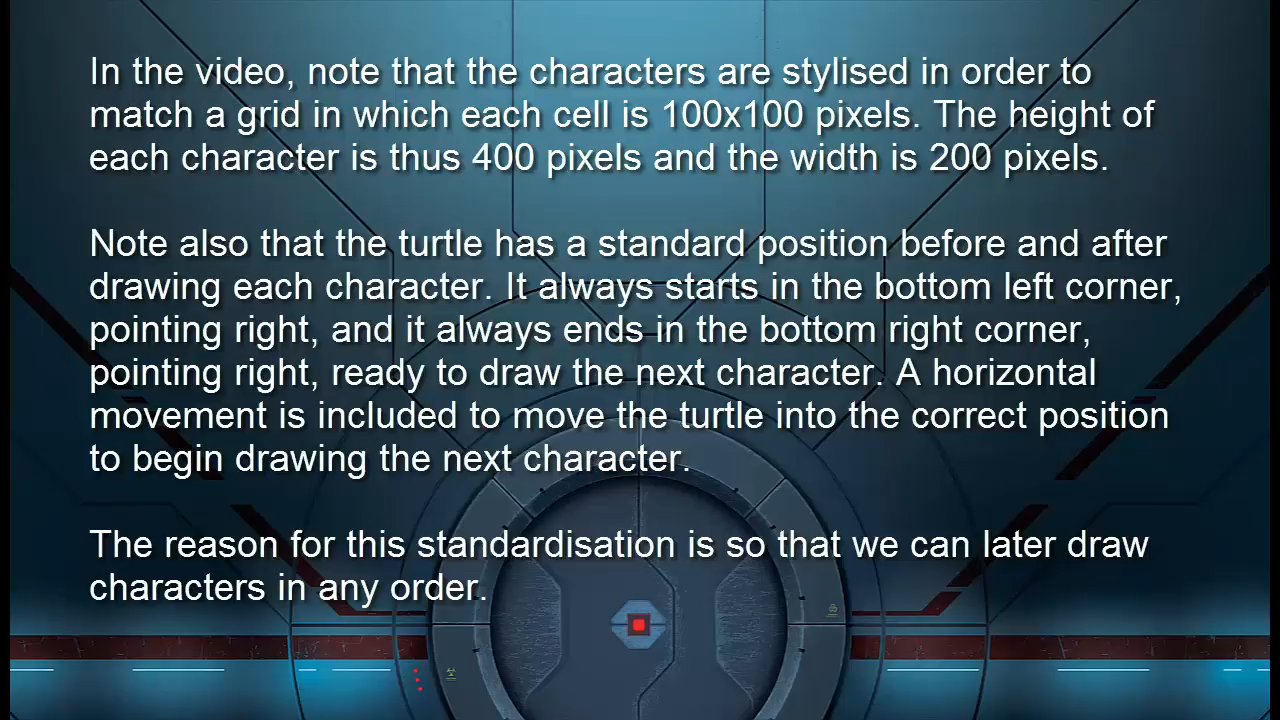 In the video, note that the characters are stylised in order to
match a grid in which each cell is 100x100 pixels. The height of
each character is thus 400 pixels and the width is 200 pixels.
Note also that the turtle has a standard position before and after
drawing each character. It always starts in the bottom left corner,
pointing right, and it always ends in the bottom right corner,
pointing right, ready to draw the next character. A horizontal
movement is included to move the turtle into the correct position
to begin drawing the next character.
The reason for this standardisation is so that we can later draw
characters in any order.